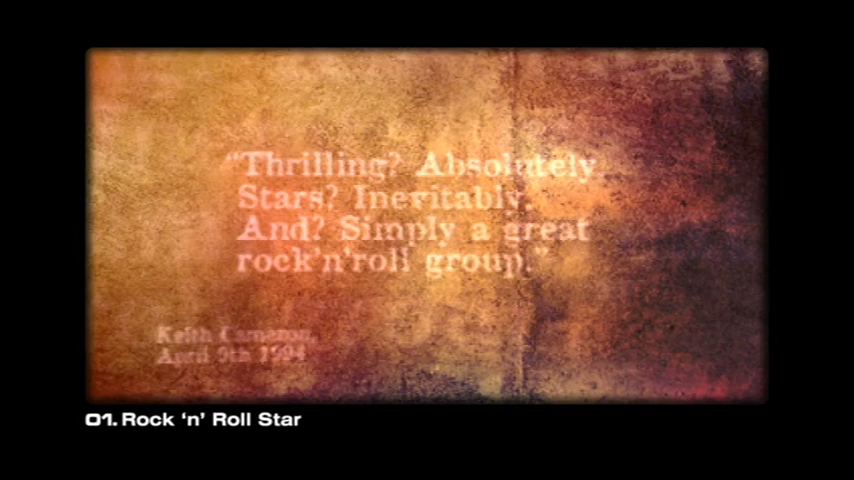 “Thrilling? Absolutely
Stars? Inevitably.
And? Simply a great
rock’n’roll group.”
Keith Cameron,
April 9th 1994
01. Rock ‘n’ Roll Star